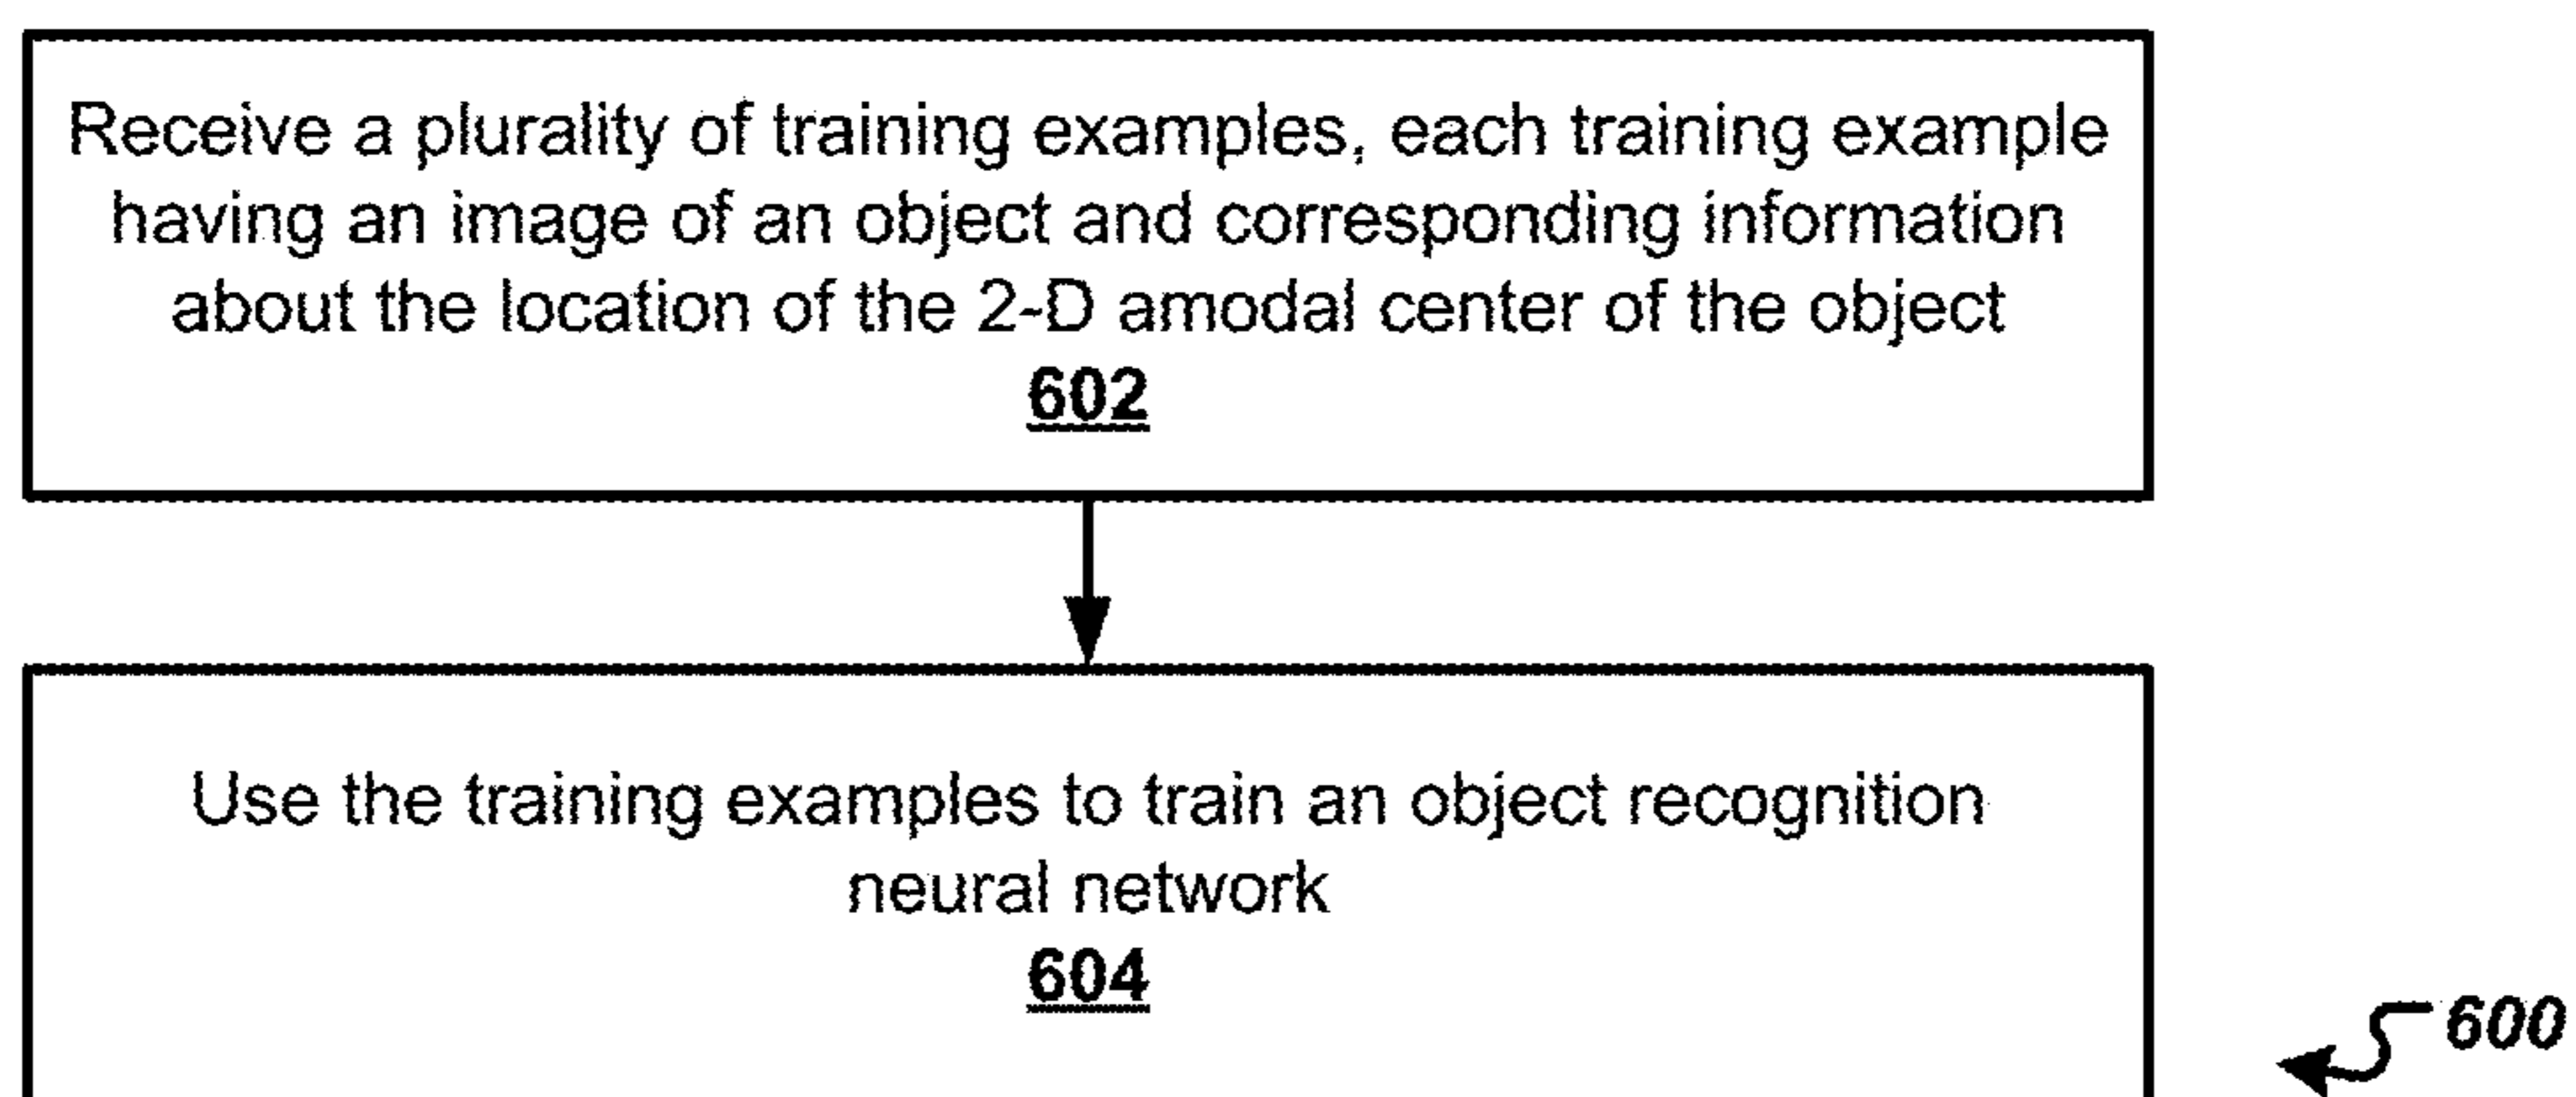 Receive a plurality of training examples, each training example
having an image of an object and corresponding information
about the location of the 2-D amodal center of the object
602
Use the training examples to train an object recognition
neural network
604
600